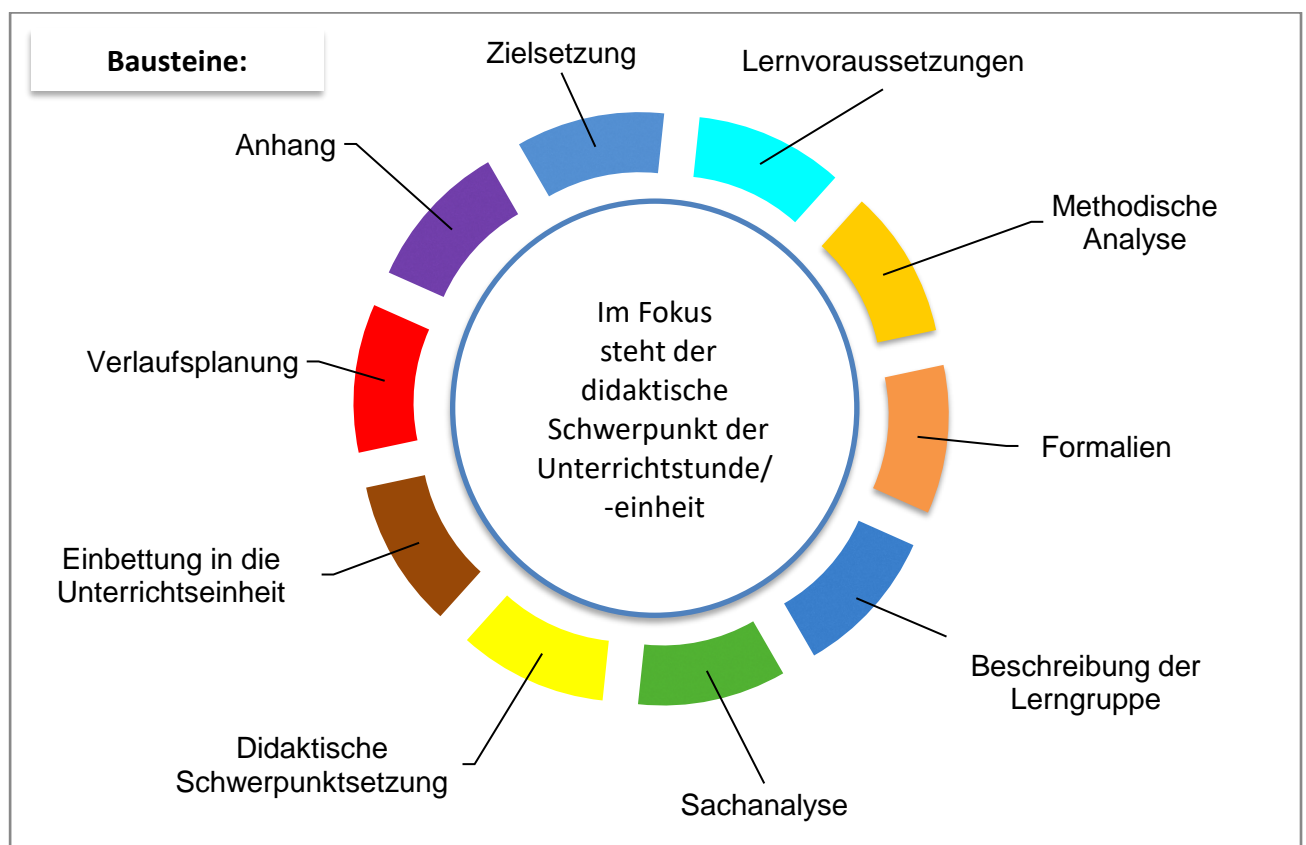 Bausteine:
Zielsetzung
Lernvoraussetzungen
Anhang
Methodische
Analyse
Im Fokus
steht der
didaktische
Schwerpunkt der
Unterrichtstunde/
-einheit
Verlaufsplanung
Formalien
Einbettung in die
Unterrichtseinheit
Beschreibung der
Lerngruppe
Didaktische
Schwerpunktsetzung
Sachanalyse